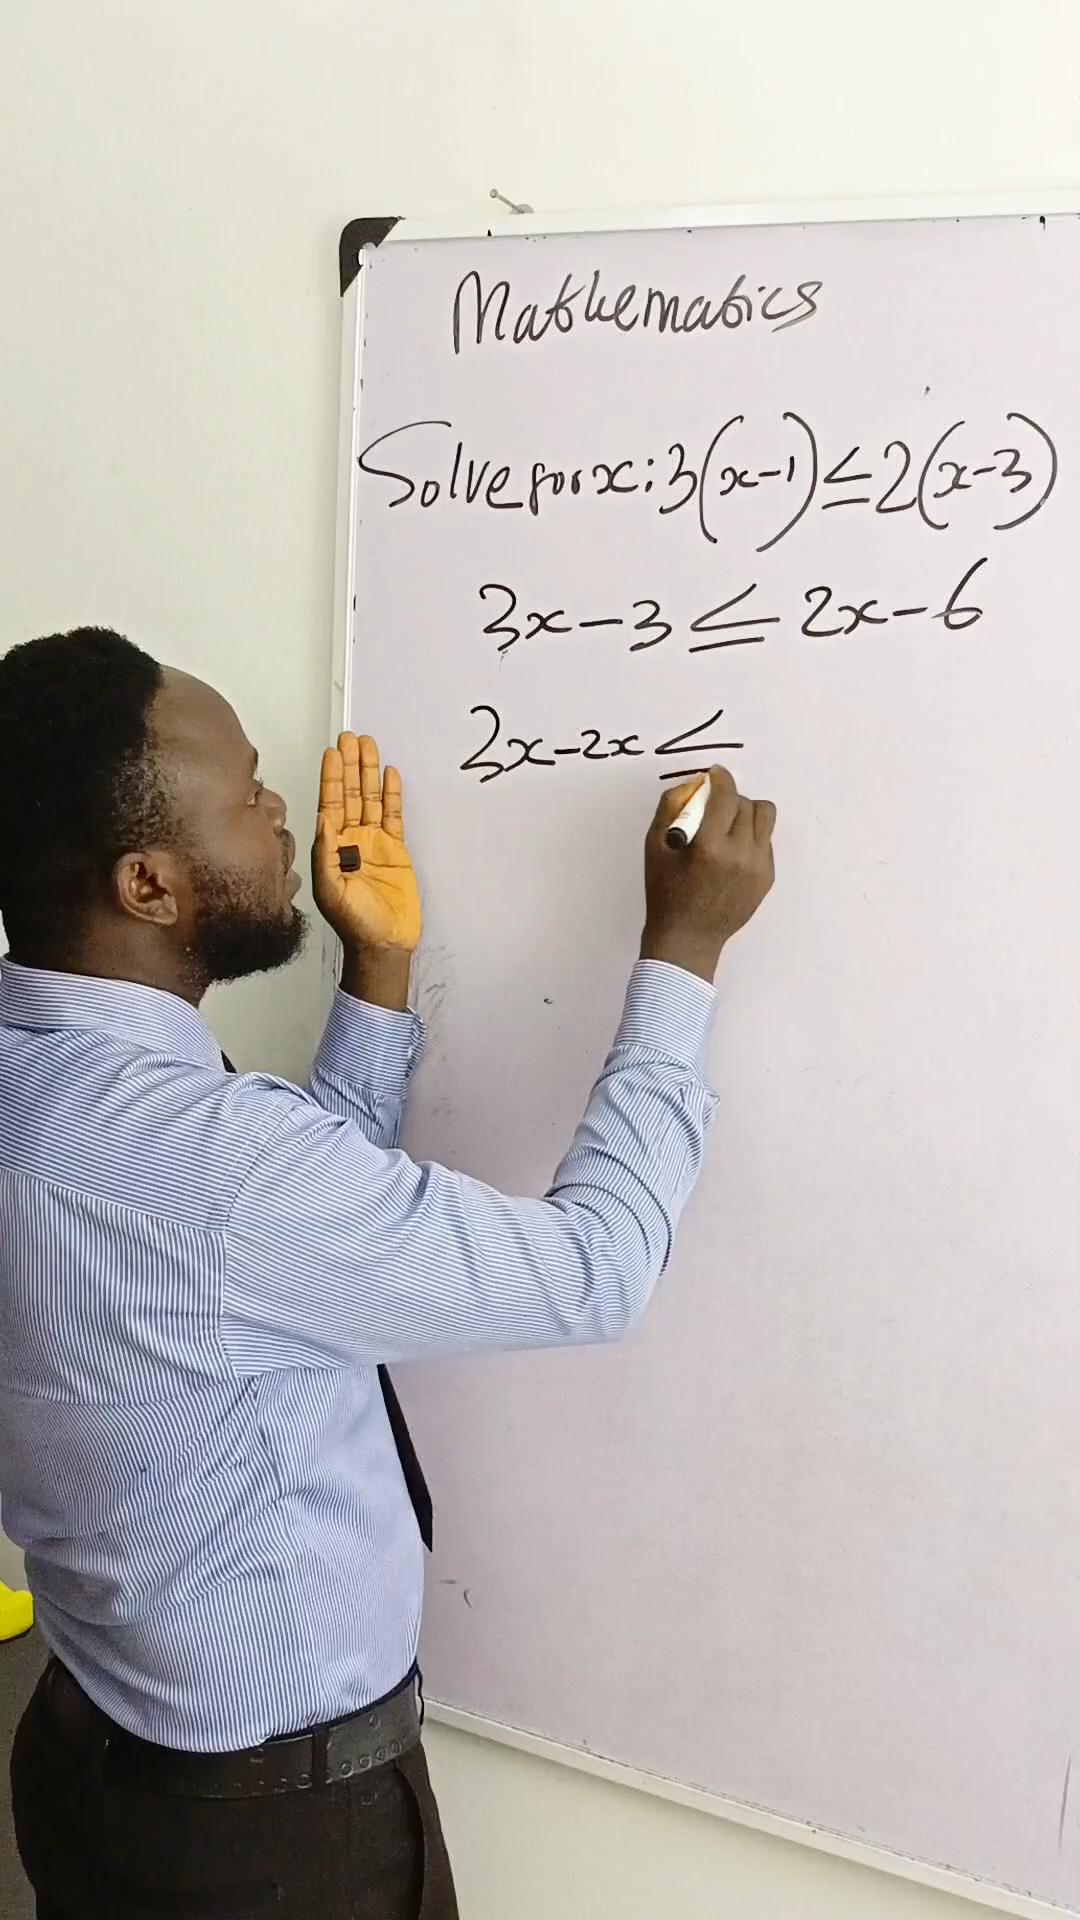 Mathematics
Solve for x: 3(x-1) ≤ 2(x-3)
3x - 3 ≤ 2x - 6
3x - 2x ≤